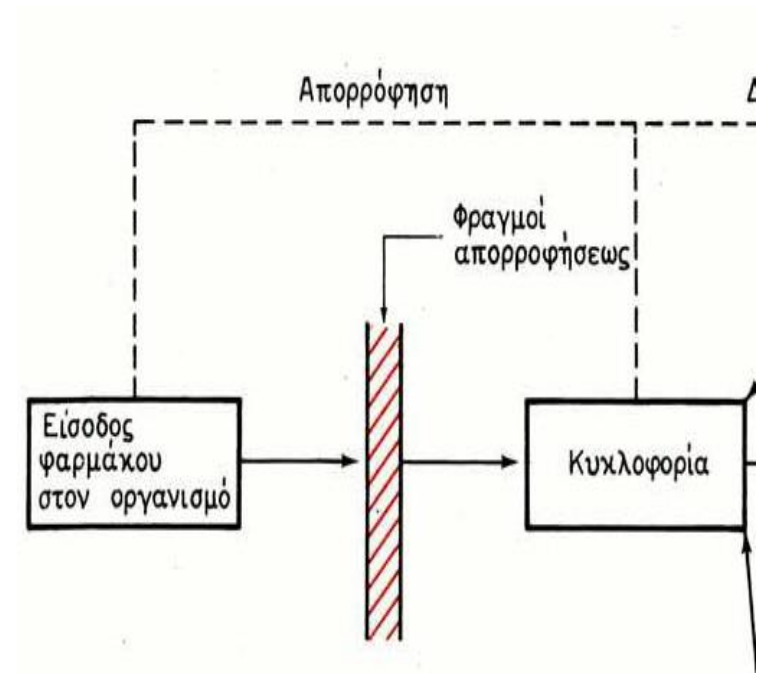 Απορρόφηση
Φραγμοί
απορροφήσεως
Είσοδος
φαρμάκου
στον οργανισμό
Κυκλοφορία